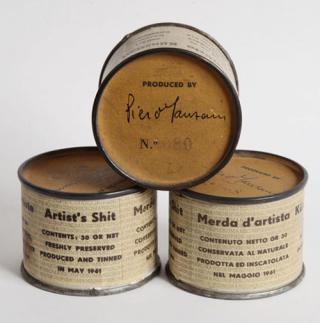 PRODUCED BY
Piero Manzoni
N.º 080
Artist's Shit
CONTENTS: 30 GR NET
FRESHLY PRESERVED
PRODUCED AND TINNED
IN MAY 1961
Merda d'artista
CONTENUTO NETTO GR 30
CONSERVATA AL NATURALE
PRODOTTA ED INSCATOLATA
NEL MAGGIO 1961